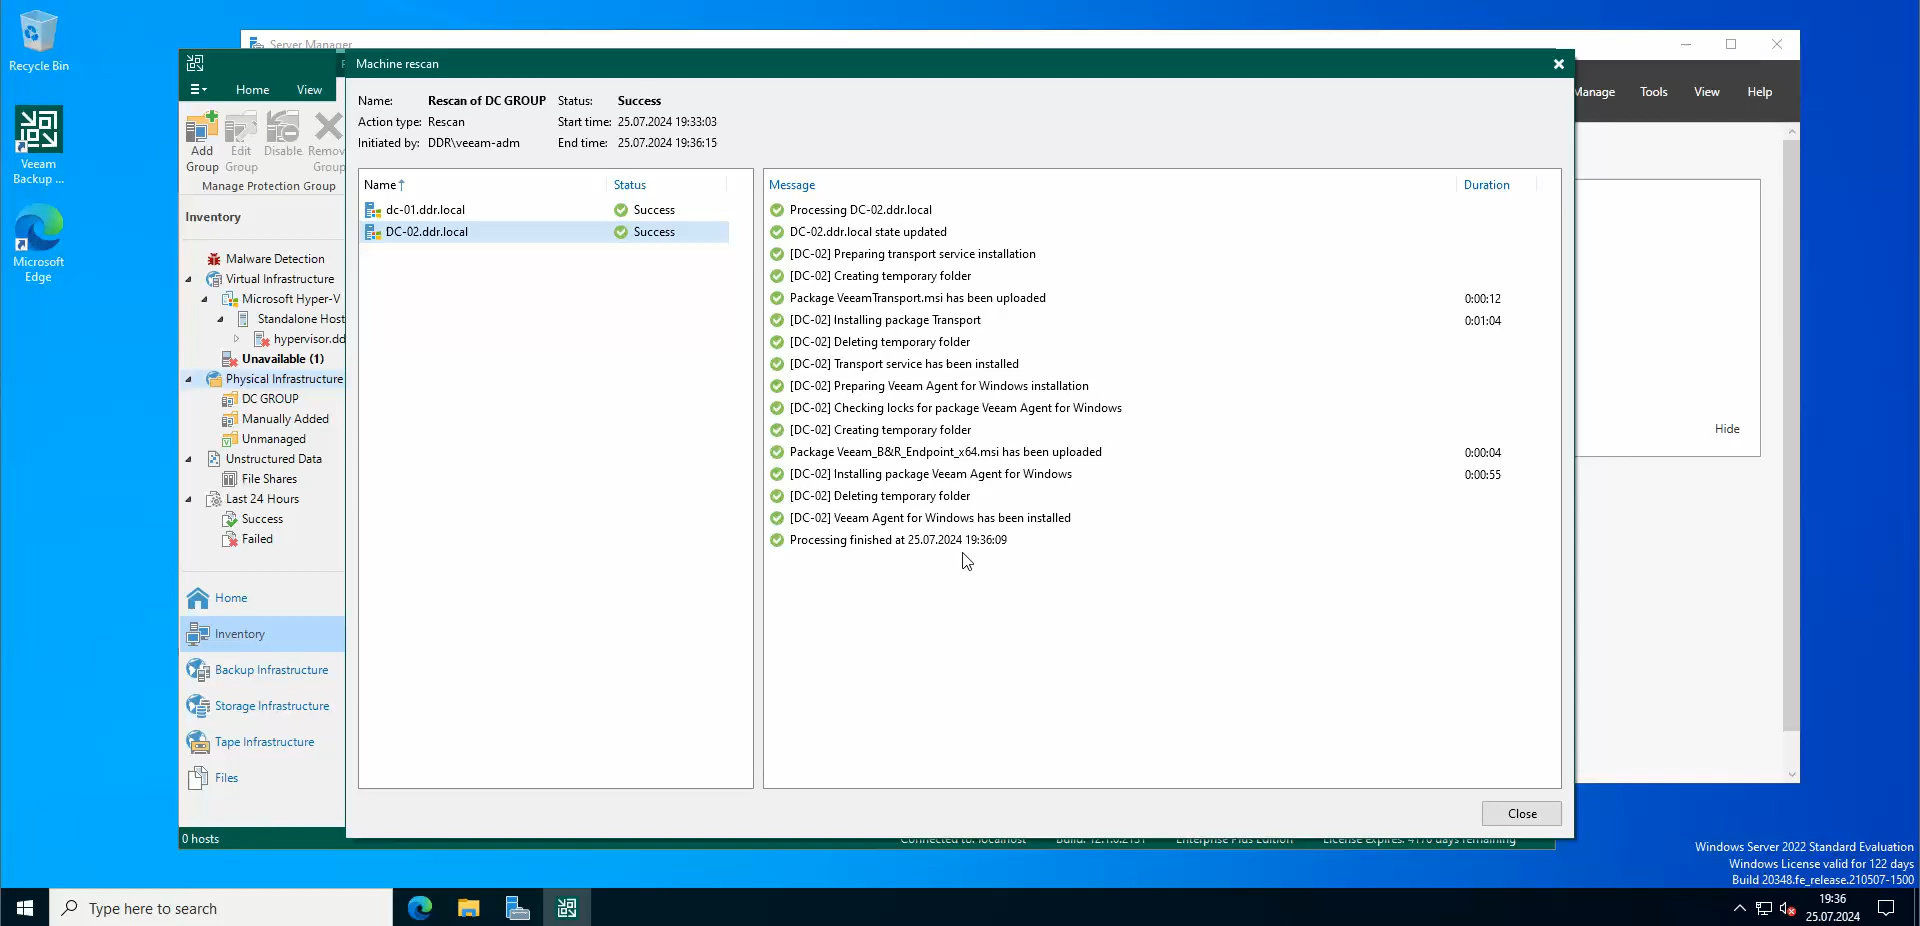 Recycle Bin
Veeam
Backup ...
Microsoft
Edge
Server Manager
Manage
Tools
View
Help
Hide
Home
View
Add
Group
Edit
Group
Disable
Remov
Group
Manage Protection Group
Inventory
Malware Detection
Virtual Infrastructure
Microsoft Hyper-V
Standalone Host
hypervisor.dd
Unavailable (1)
Physical Infrastructure
DC GROUP
Manually Added
Unmanaged
Unstructured Data
File Shares
Last 24 Hours
Success
Failed
Home
Inventory
Backup Infrastructure
Storage Infrastructure
Tape Infrastructure
Files
0 hosts
Machine rescan
Name: Rescan of DC GROUP Status: Success
Action type: Rescan Start time: 25.07.2024 19:33:03
Initiated by: DDR\veeam-adm End time: 25.07.2024 19:36:15
Name Status
dc-01.ddr.local Success
DC-02.ddr.local Success
Message Duration
Processing DC-02.ddr.local
DC-02.ddr.local state updated
[DC-02] Preparing transport service installation
[DC-02] Creating temporary folder
Package VeeamTransport.msi has been uploaded 0:00:12
[DC-02] Installing package Transport 0:01:04
[DC-02] Deleting temporary folder
[DC-02] Transport service has been installed
[DC-02] Preparing Veeam Agent for Windows installation
[DC-02] Checking locks for package Veeam Agent for Windows
[DC-02] Creating temporary folder
Package Veeam_B&R_Endpoint_x64.msi has been uploaded 0:00:04
[DC-02] Installing package Veeam Agent for Windows 0:00:55
[DC-02] Deleting temporary folder
[DC-02] Veeam Agent for Windows has been installed
Processing finished at 25.07.2024 19:36:09
Close
Connected to: localhost Build: Enterprise Plus Edition License expires: days remaining
Windows Server 2022 Standard Evaluation
Windows License valid for 122 days
Build 20348.fe_release.210507-1500
Type here to search
19:36
25.07.2024